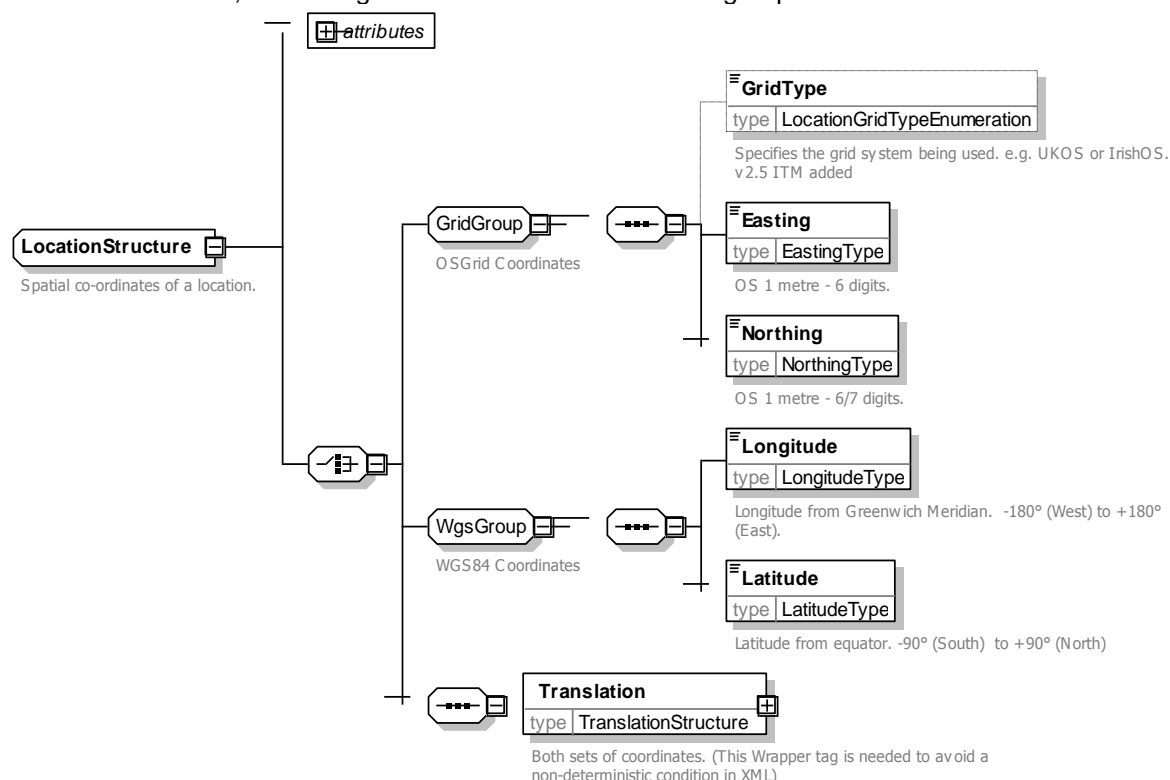 attributes
GridType
type LocationGridTypeEnumeration
Specifies the grid system being used. e.g. UKOS or IrishOS.
v2.5 ITM added
GridGroup
OSGrid Coordinates
Easting
type EastingType
OS 1 metre - 6 digits.
LocationStructure
Spatial co-ordinates of a location.
Northing
type NorthingType
OS 1 metre - 6/7 digits.
Longitude
type LongitudeType
Longitude from Greenwich Meridian. -180° (West) to +180°
(East).
WgsGroup
WGS84 Coordinates
Latitude
type LatitudeType
Latitude from equator. -90° (South) to +90° (North)
Translation
type TranslationStructure
Both sets of coordinates. (This Wrapper tag is needed to avoid a
non-deterministic condition in XML)